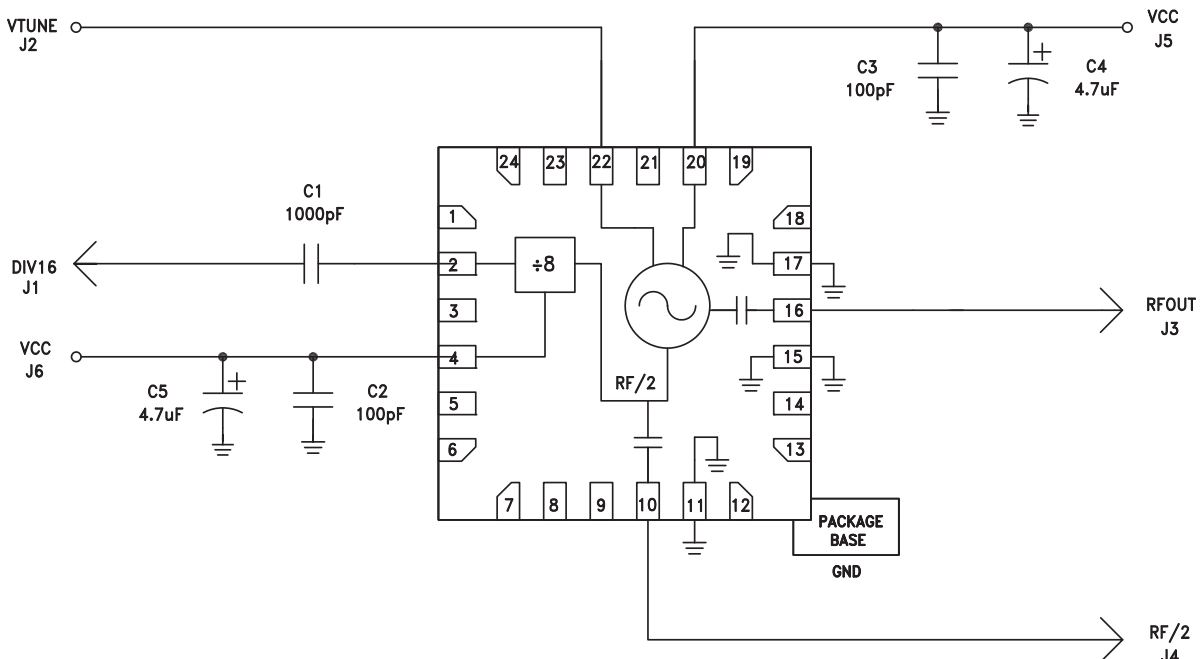 VTUNE
J2
VCC
J5
C3
100pF
C4
4.7uF
24
23
22
21
20
19
C1
1000pF
1
18
DIV16
J1
2
÷8
17
3
16
RFOUT
J3
VCC
J6
4
15
C5
4.7uF
C2
100pF
RF/2
5
14
6
13
7
8
9
10
11
12
PACKAGE
BASE
GND
RF/2
J4